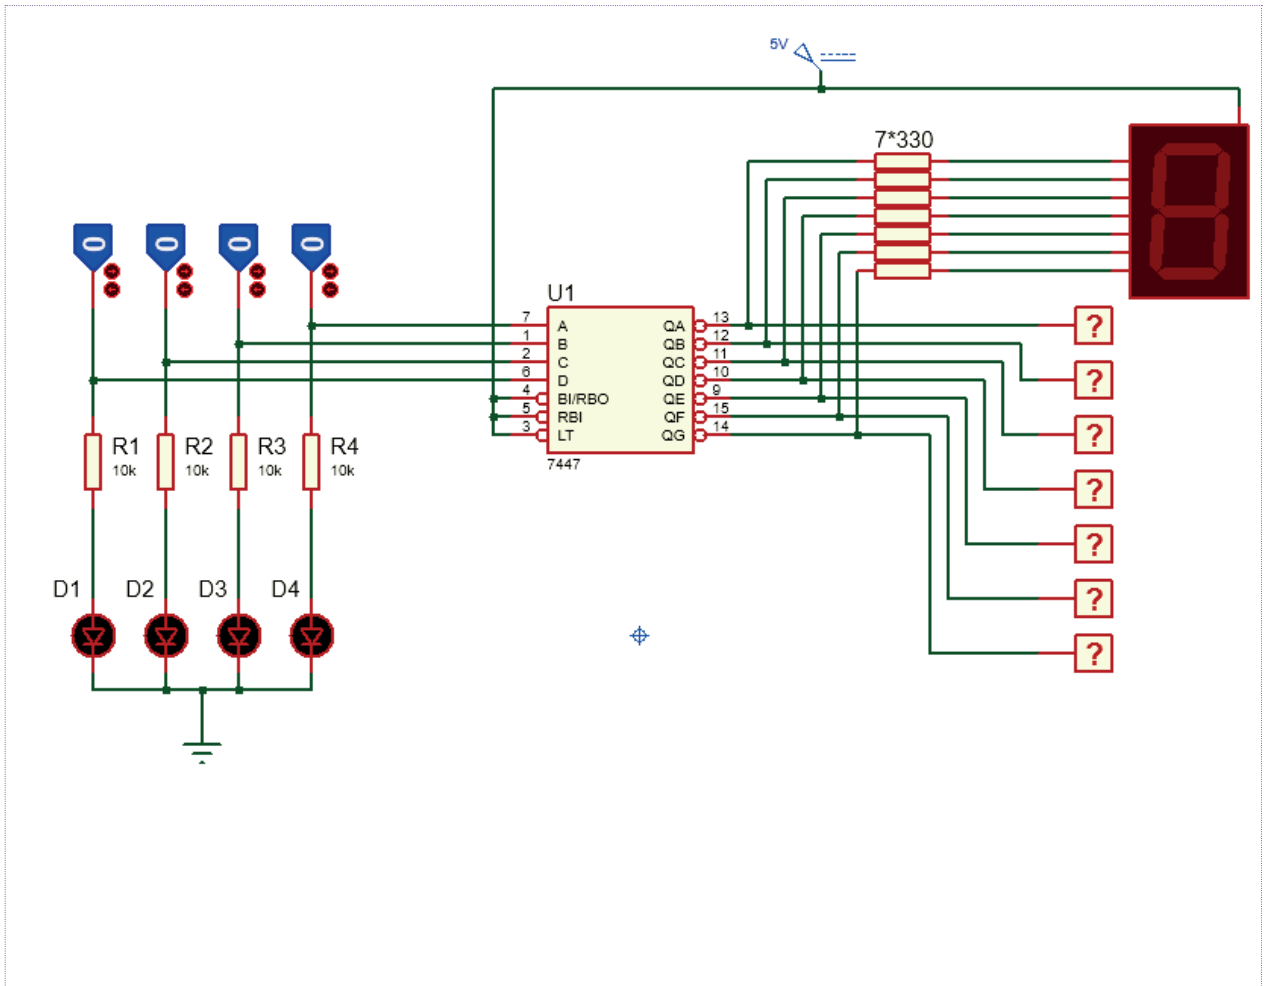 5V
7*330
0 0 0 0
U1
7 A QA 13
1 B QB 12
2 C QC 11
6 D QD 10
4 BI/RBO QE 9
5 RBI QF 15
3 LT QG 14
7447
R1
10k
R2
10k
R3
10k
R4
10k
D1
D2
D3
D4
?
?
?
?
?
?
?